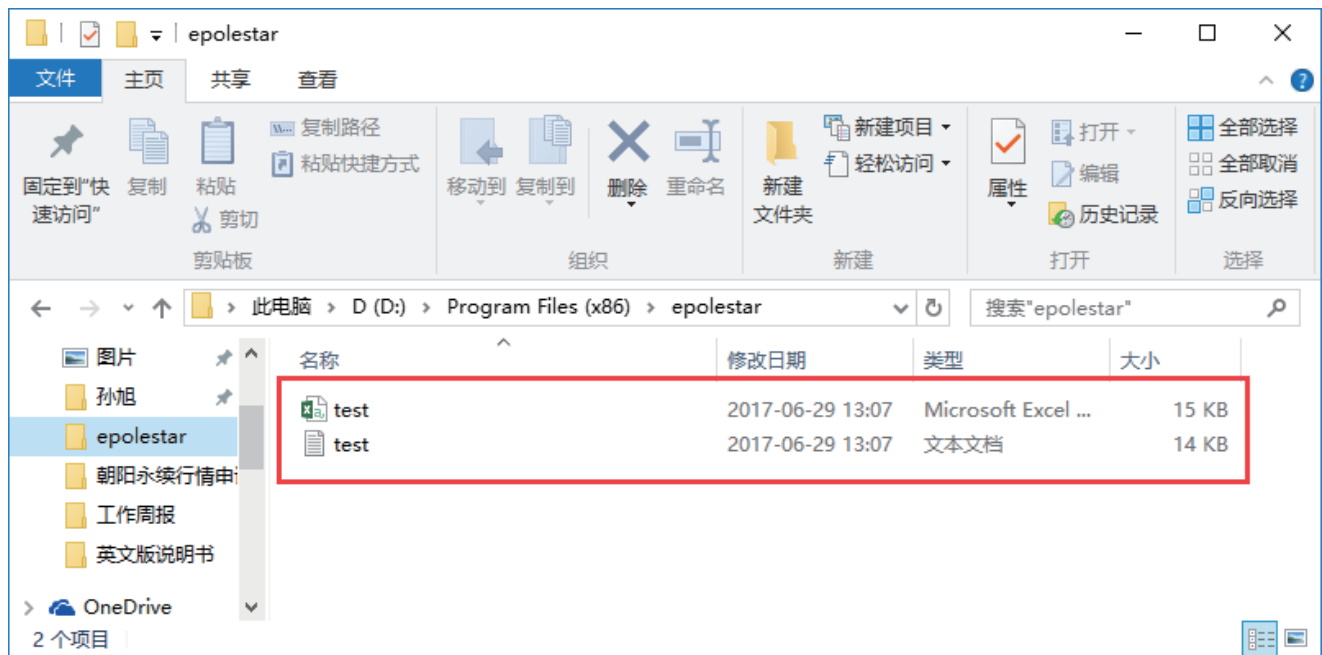 epolestar
文件 主页 共享 查看
固定到"快速访问"
复制
粘贴
复制路径
粘贴快捷方式
剪切
剪贴板
移动到
复制到
删除
重命名
组织
新建文件夹
新建项目
轻松访问
新建
属性
打开
编辑
历史记录
打开
全部选择
全部取消
反向选择
选择
此电脑 > D (D:) > Program Files (x86) > epolestar
搜索"epolestar"
图片
孙旭
epolestar
朝阳永续行情申
工作周报
英文版说明书
OneDrive
名称 修改日期 类型 大小
test 2017-06-29 13:07 Microsoft Excel ... 15 KB
test 2017-06-29 13:07 文本文档 14 KB
2 个项目